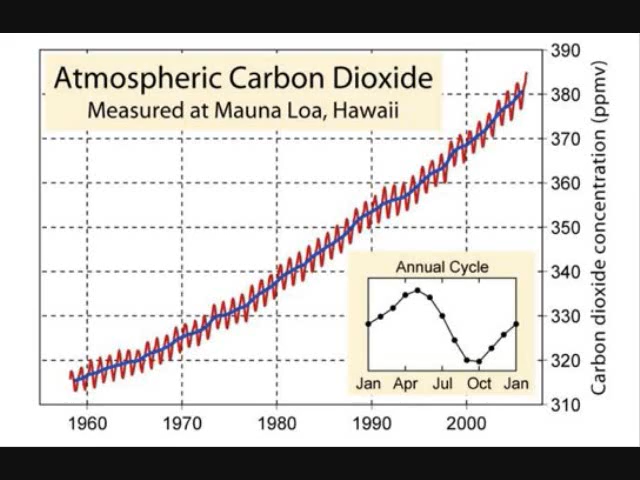 Atmospheric Carbon Dioxide
Measured at Mauna Loa, Hawaii
390
380
370
360
350
340
330
320
310
Carbon dioxide concentration (ppmv)
Annual Cycle
Jan Apr Jul Oct Jan
1960 1970 1980 1990 2000